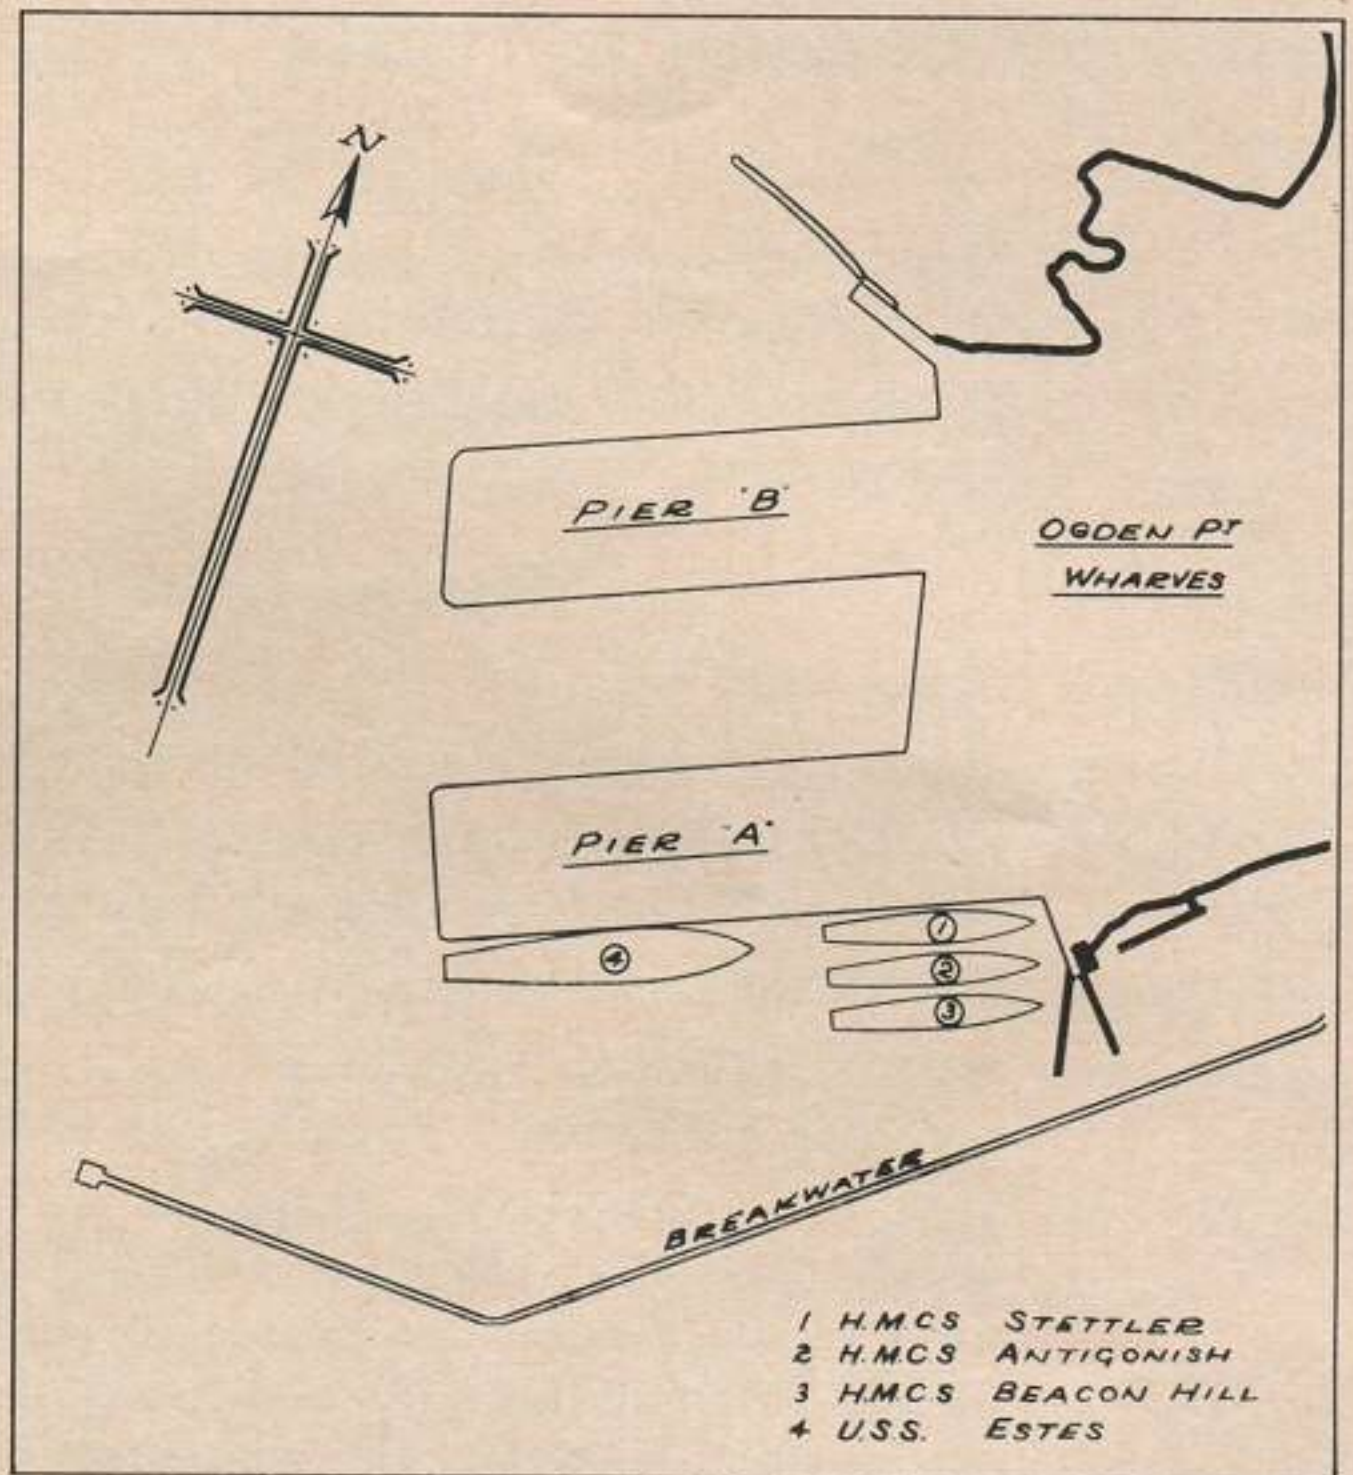 N
PIER "B"
OGDEN PT
WHARVES
PIER "A"
1
4
2
3
BREAKWATER
1 H.M.C.S STETTLER
2 H.M.C.S ANTIGONISH
3 H.M.C.S BEACON HILL
4 U.S.S. ESTES